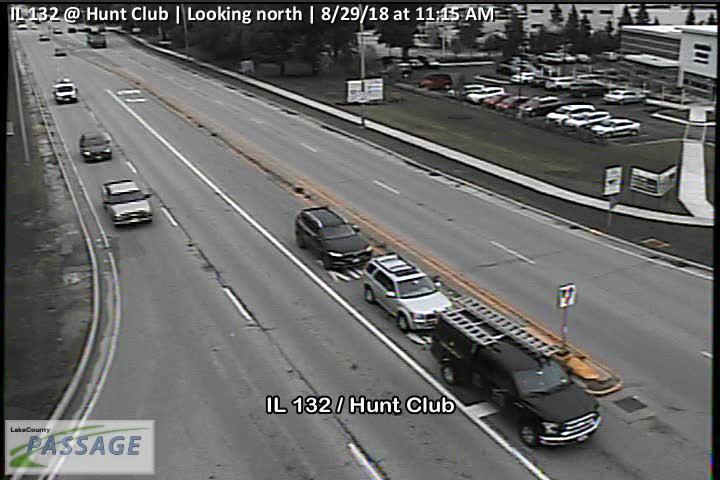 IL 132 @ Hunt Club | Looking north | 8/29/18 at 11:15 AM
IL 132 / Hunt Club
LakeCounty
PASSAGE